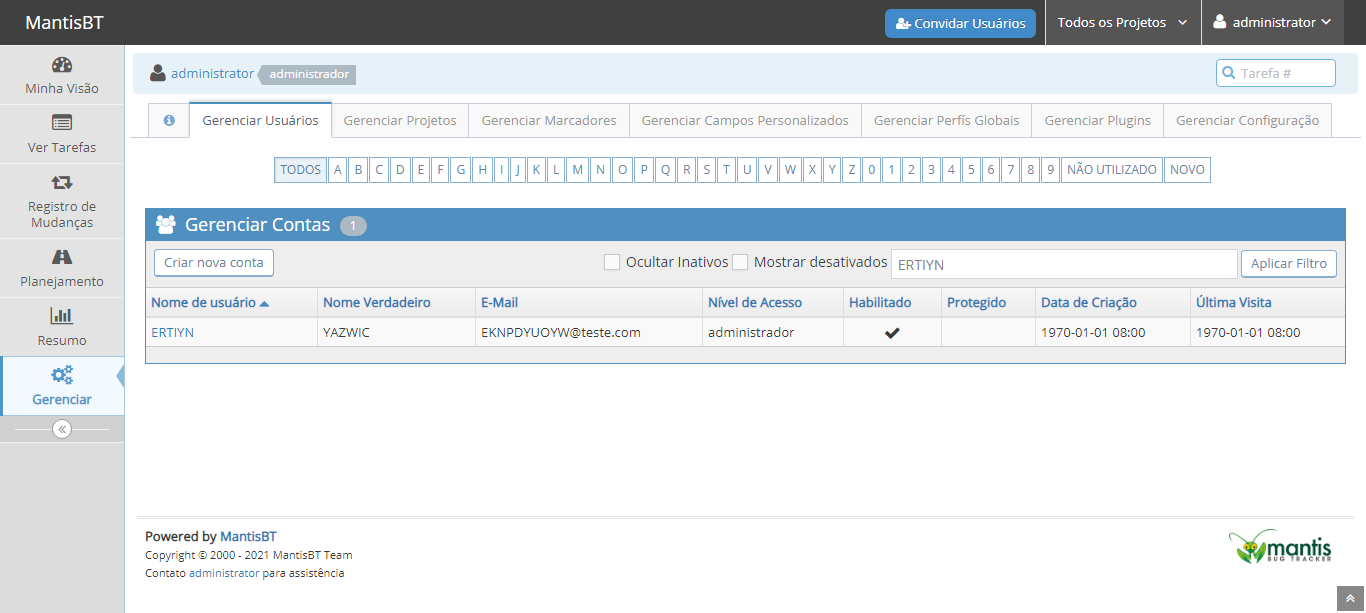 MantisBT
Convidar Usuários
Todos os Projetos
administrator
Minha Visão
Ver Tarefas
Registro de
Mudanças
Planejamento
Resumo
Gerenciar
administrator administrador
Tarefa #
Gerenciar Usuários Gerenciar Projetos Gerenciar Marcadores Gerenciar Campos Personalizados Gerenciar Perfís Globais Gerenciar Plugins Gerenciar Configuração
TODOS A B C D E F G H I J K L M N O P Q R S T U V W X Y Z 0 1 2 3 4 5 6 7 8 9 NÃO UTILIZADO NOVO
Gerenciar Contas 1
Criar nova conta Ocultar Inativos Mostrar desativados ERTIYN Aplicar Filtro
Nome de usuário Nome Verdadeiro E-Mail Nível de Acesso Habilitado Protegido Data de Criação Última Visita
ERTIYN YAZWIC EKNPDYUOYW@teste.com administrador 1970-01-01 08:00 1970-01-01 08:00
Powered by MantisBT
Copyright © 2000 - 2021 MantisBT Team
Contato administrator para assistência
mantis
BUG TRACKER